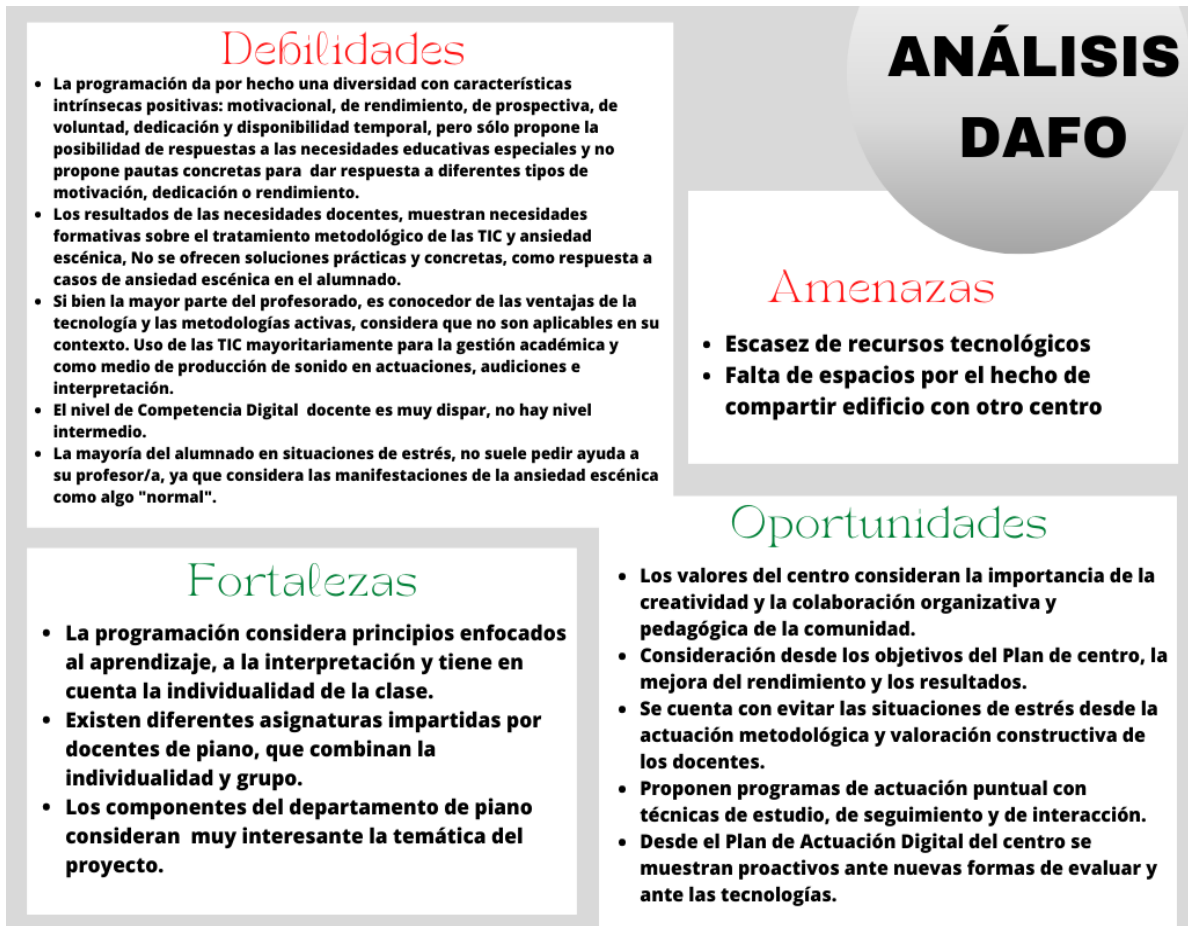 ANÁLISIS
DAFO
Debilidades
• La programación da por hecho una diversidad con características
intrínsecas positivas: motivacional, de rendimiento, de prospectiva, de
voluntad, dedicación y disponibilidad temporal, pero sólo propone la
posibilidad de respuestas a las necesidades educativas especiales y no
propone pautas concretas para dar respuesta a diferentes tipos de
motivación, dedicación o rendimiento.
• Los resultados de las necesidades docentes, muestran necesidades
formativas sobre el tratamiento metodológico de las TIC y ansiedad
escénica, No se ofrecen soluciones prácticas y concretas, como respuesta a
casos de ansiedad escénica en el alumnado.
• Si bien la mayor parte del profesorado, es conocedor de las ventajas de la
tecnología y las metodologías activas, considera que no son aplicables en su
contexto. Uso de las TIC mayoritariamente para la gestión académica y
como medio de producción de sonido en actuaciones, audiciones e
interpretación.
• El nivel de Competencia Digital docente es muy dispar, no hay nivel
intermedio.
• La mayoría del alumnado en situaciones de estrés, no suele pedir ayuda a
su profesor/a, ya que considera las manifestaciones de la ansiedad escénica
como algo "normal".
Amenazas
• Escasez de recursos tecnológicos
• Falta de espacios por el hecho de
compartir edificio con otro centro
Fortalezas
• La programación considera principios enfocados
al aprendizaje, a la interpretación y tiene en
cuenta la individualidad de la clase.
• Existen diferentes asignaturas impartidas por
docentes de piano, que combinan la
individualidad y grupo.
• Los componentes del departamento de piano
consideran muy interesante la temática del
proyecto.
Oportunidades
• Los valores del centro consideran la importancia de la
creatividad y la colaboración organizativa y
pedagógica de la comunidad.
• Consideración desde los objetivos del Plan de centro, la
mejora del rendimiento y los resultados.
• Se cuenta con evitar las situaciones de estrés desde la
actuación metodológica y valoración constructiva de
los docentes.
• Proponen programas de actuación puntual con
técnicas de estudio, de seguimiento y de interacción.
• Desde el Plan de Actuación Digital del centro se
muestran proactivos ante nuevas formas de evaluar y
ante las tecnologías.